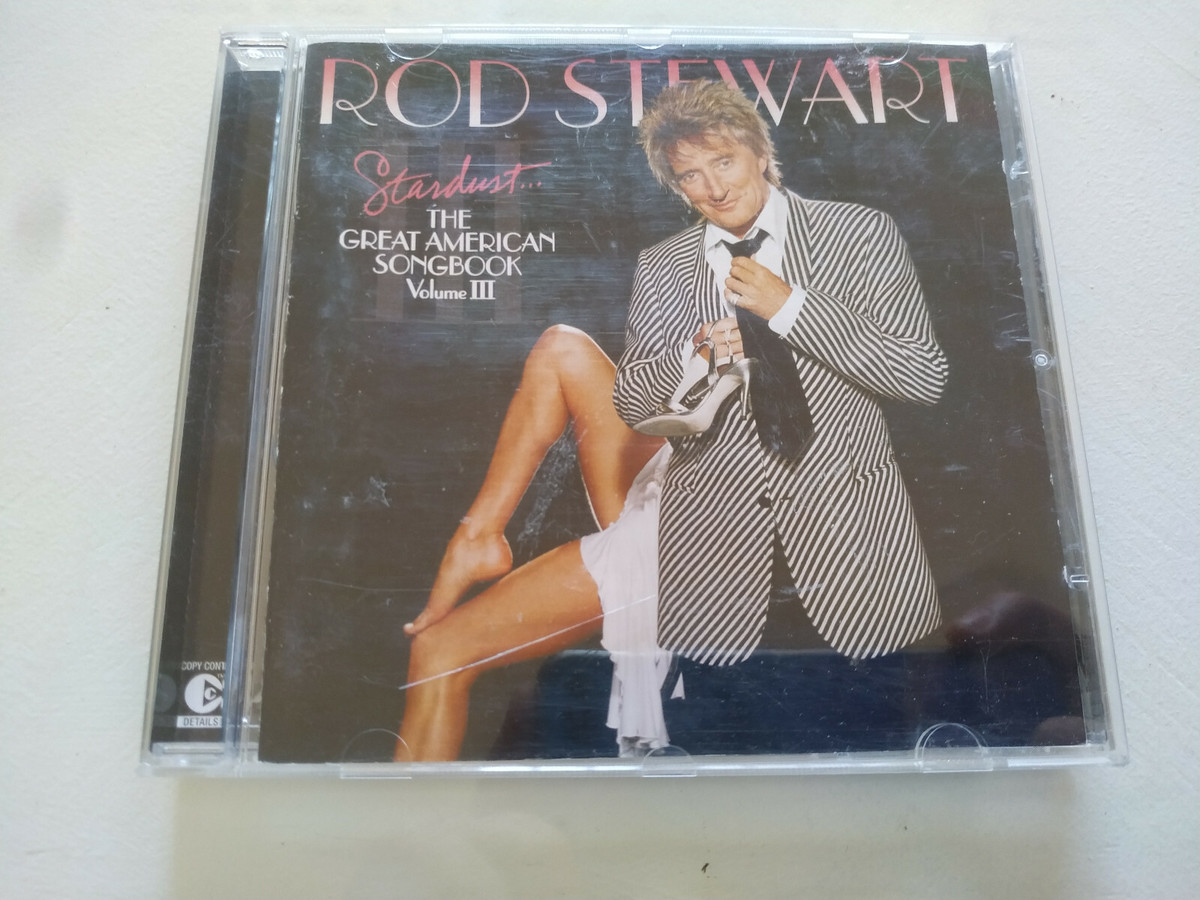 ROD STEWART
Stardust...
THE
GREAT AMERICAN
SONGBOOK
Volume III
COPY CONT
DETAILS